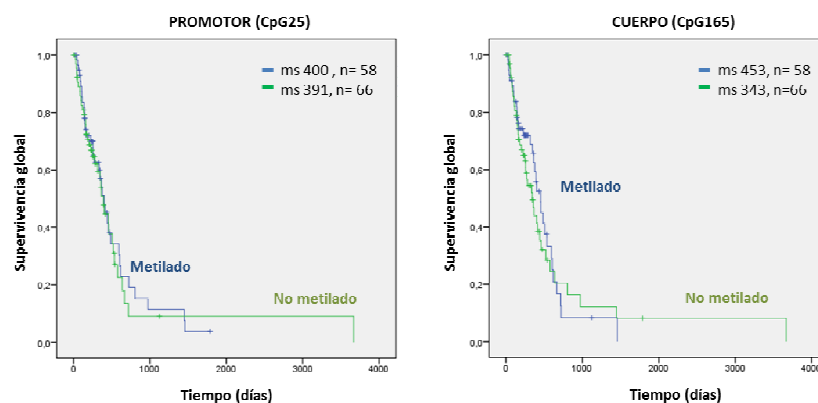 PROMOTOR (CpG25)
ms 400 , n= 58
ms 391, n= 66
Supervivencia global
1,0
0,8
0,6
0,4
0,2
0,0
Metilado
No metilado
0
1000
2000
3000
4000
Tiempo (días)
CUERPO (CpG165)
ms 453, n= 58
ms 343, n=66
Supervivencia global
1,0
0,8
0,6
0,4
0,2
0,0
Metilado
No metilado
0
1000
2000
3000
4000
Tiempo (días)